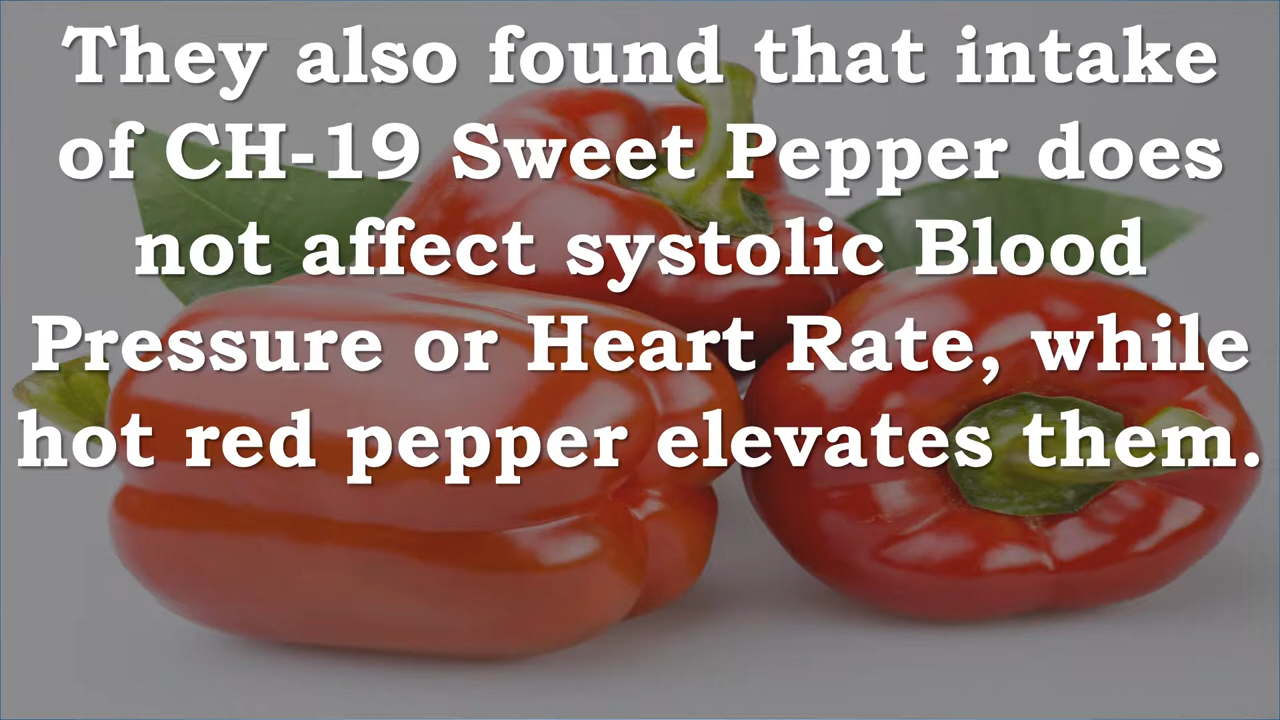 They also found that intake
of CH-19 Sweet Pepper does
not affect systolic Blood
Pressure or Heart Rate, while
hot red pepper elevates them.